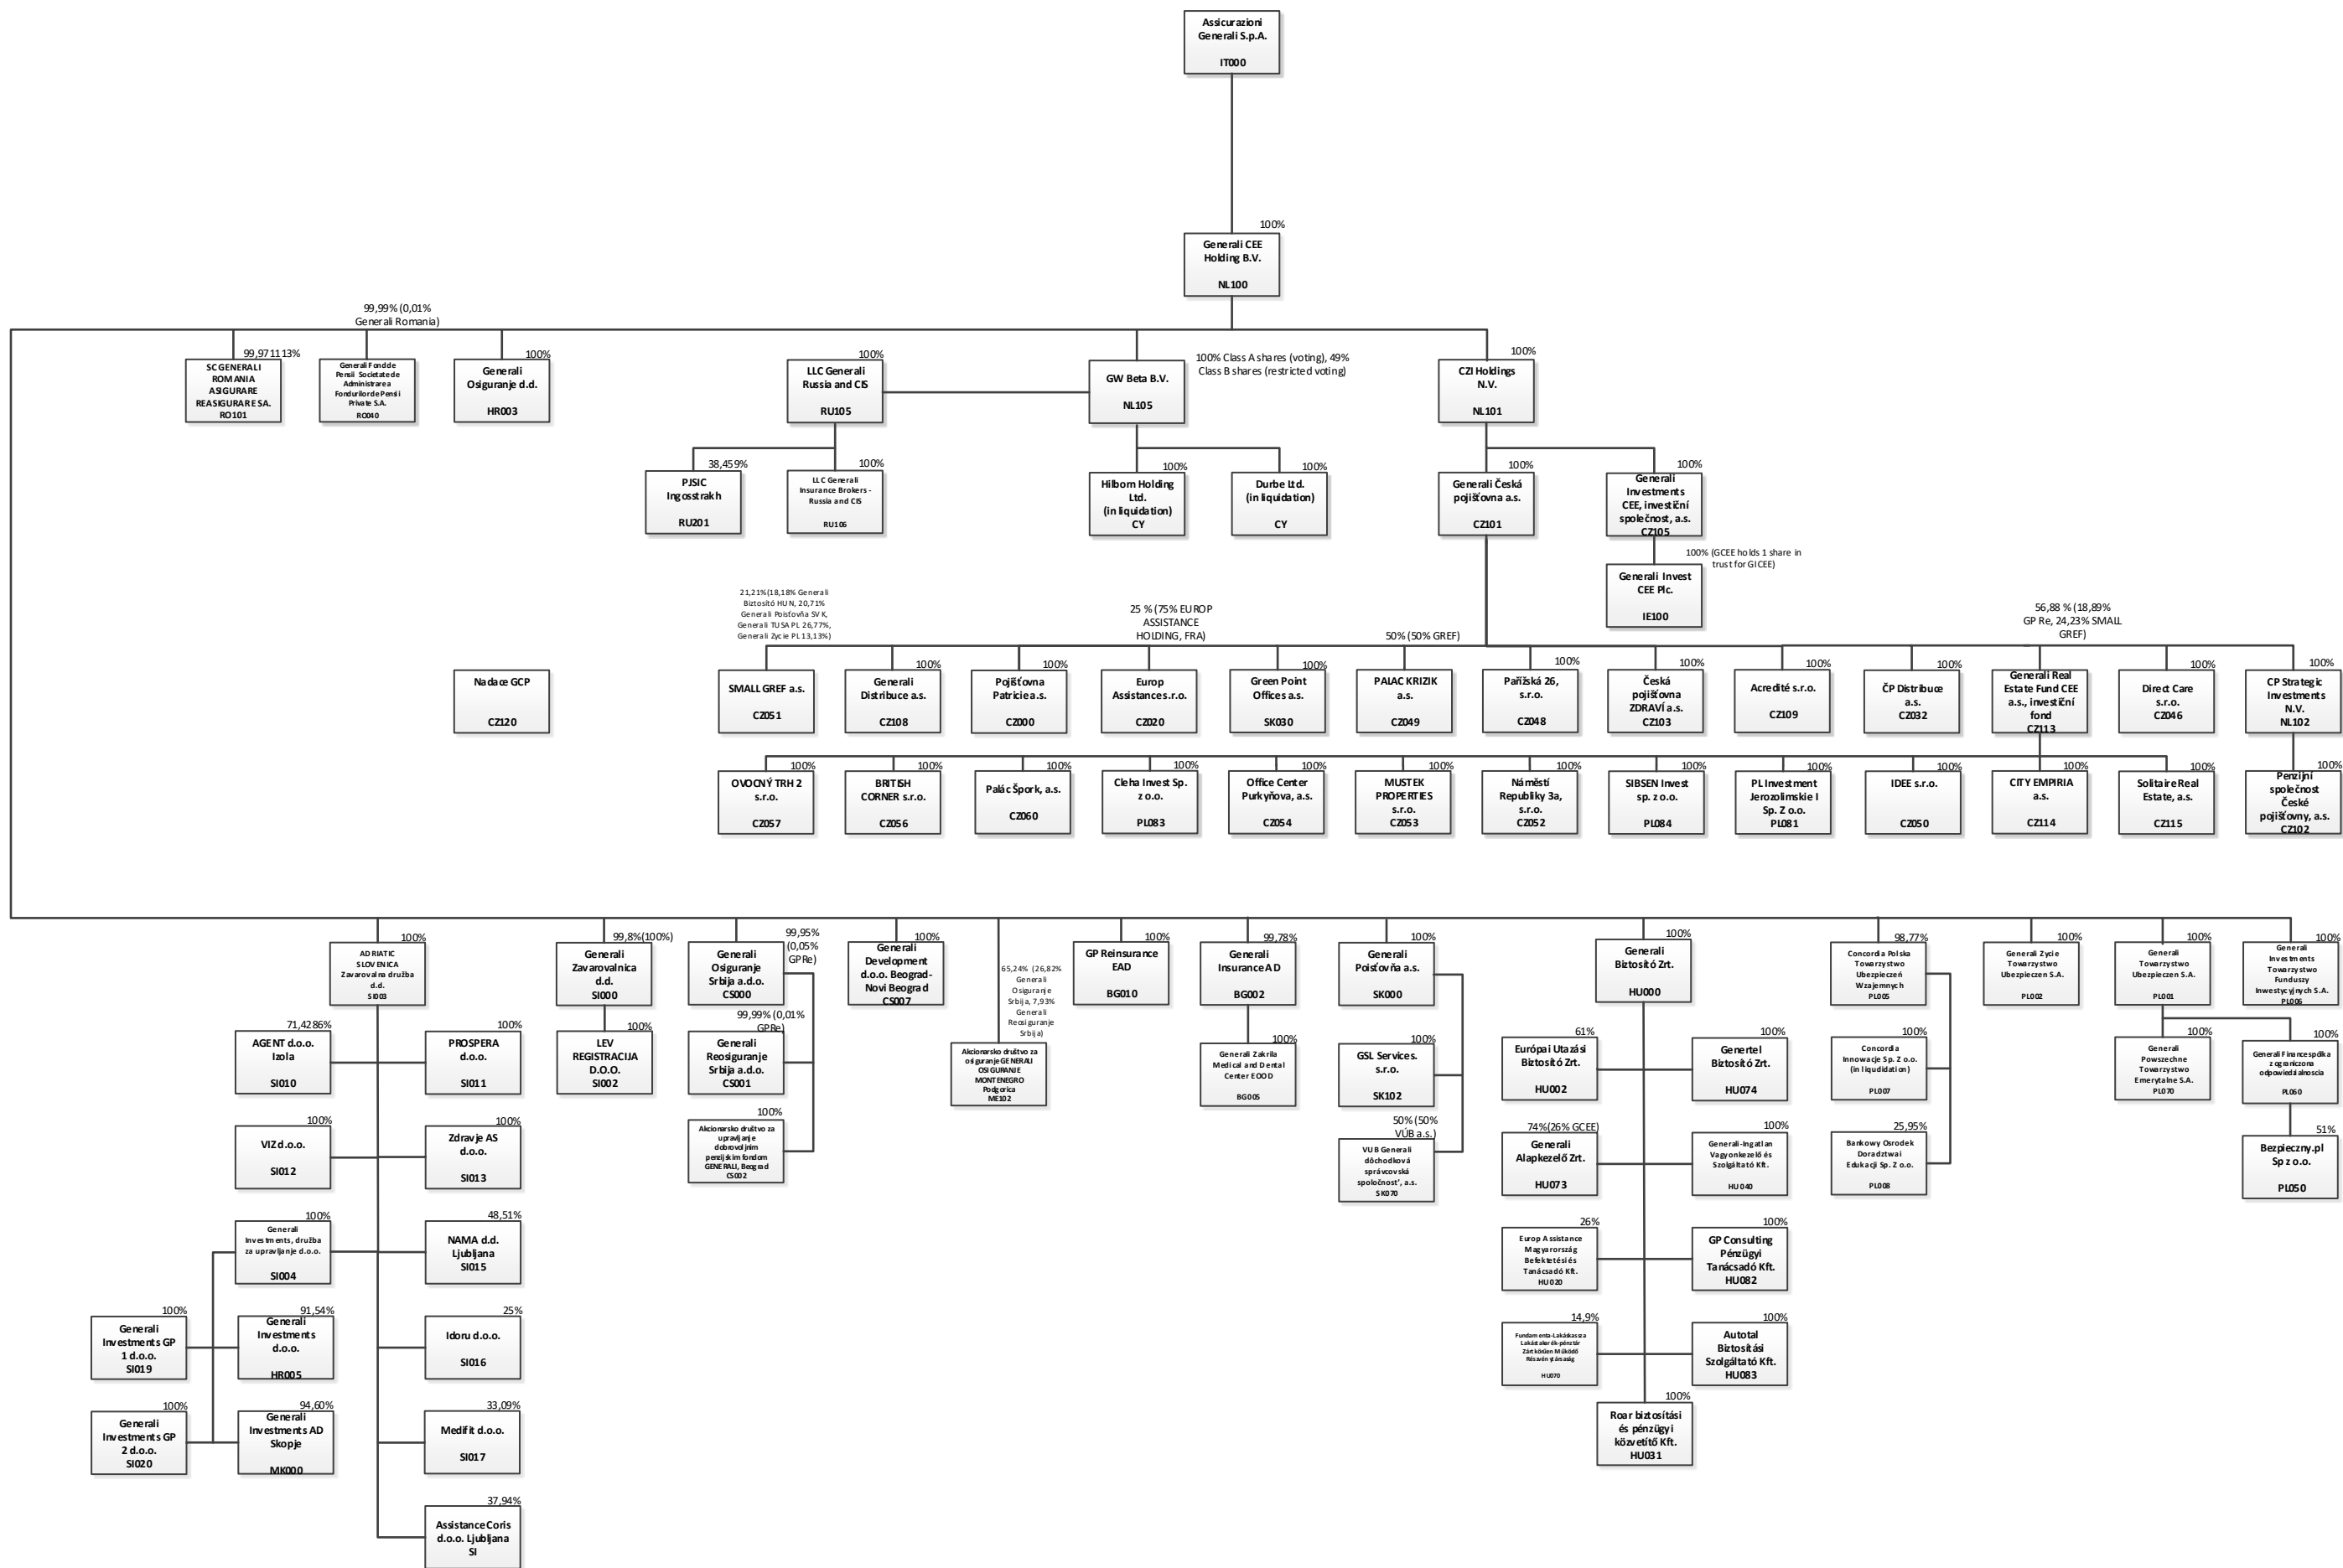 Assicurazioni
Generali S.p.A.
IT000
100%
Generali CEE
Holding B.V.
NL100
99,99% (0,01%
Generali Romania)
99,971113%
SC GENERALI
ROMANIA
ASIGURARE
REASIGURARE SA.
RO101
Generali Fond de
Pensii Societate de
Administrare a
Fondurilor de Pensii
Private S.A.
RO040
100%
Generali
Osiguranje d.d.
HR003
100%
LLC Generali
Russia and CIS
RU105
GW Beta B.V.
NL105
100% Class A shares (voting), 49%
Class B shares (restricted voting)
100%
CZI Holdings
N.V.
NL101
38,459%
PJSIC
Ingosstrakh
RU201
100%
LLC Generali
Insurance Brokers -
Russia and CIS
RU106
100%
Hilborn Holding
Ltd.
(in liquidation)
CY
100%
Durbe Ltd.
(in liquidation)
CY
100%
Generali Česká
pojišťovna a.s.
CZ101
100%
Generali
Investments
CEE, investiční
společnost, a.s.
CZ105
100% (GCEE holds 1 share in
trust for GICEE)
Generali Invest
CEE Plc.
IE100
21,21%(18,18% Generali
Biztosító HUN, 20,71%
Generali Poisťovňa SVK,
Generali TUSA PL 26,77%,
Generali Zycie PL 13,13%)
25 % (75% EUROP
ASSISTANCE
HOLDING, FRA)
50% (50% GREF)
56,88 % (18,89%
GP Re, 24,23% SMALL
GREF)
Nadace GCP
CZ120
SMALL GREF a.s.
CZ051
100%
Generali
Distribuce a.s.
CZ108
100%
Pojišťovna
Patricie a.s.
CZ000
Europ
Assistance s.r.o.
CZ020
100%
Green Point
Offices a.s.
SK030
PALAC KRIZIK
a.s.
CZ049
100%
Pařížská 26,
s.r.o.
CZ048
100%
Česká
pojišťovna
ZDRAVÍ a.s.
CZ103
100%
Acredité s.r.o.
CZ109
100%
ČP Distribuce
a.s.
CZ032
Generali Real
Estate Fund CEE
a.s., investiční
fond
CZ113
100%
Direct Care
s.r.o.
CZ046
100%
CP Strategic
Investments
N.V.
NL102
100%
OVOCNÝ TRH 2
s.r.o.
CZ057
100%
BRITISH
CORNER s.r.o.
CZ056
100%
Palác Špork, a.s.
CZ060
100%
Cleha Invest Sp.
z o.o.
PL083
100%
Office Center
Purkyňova, a.s.
CZ054
100%
MUSTEK
PROPERTIES
s.r.o.
CZ053
100%
Náměstí
Republiky 3a,
s.r.o.
CZ052
100%
SIBSEN Invest
sp. z o.o.
PL084
100%
PL Investment
Jerozolimskie I
Sp. Z o.o.
PL081
100%
IDEE s.r.o.
CZ050
100%
CITY EMPIRIA
a.s.
CZ114
100%
Solitaire Real
Estate, a.s.
CZ115
100%
Penzijní
společnost
České
pojišťovny, a.s.
CZ102
100%
ADRIATIC
SLOVENICA
Zavarovalna družba
d.d.
SI003
99,8%(100%)
Generali
Zavarovalnica
d.d.
SI000
99,95%
(0,05%
GPRe)
Generali
Osiguranje
Srbija a.d.o.
CS000
100%
Generali
Development
d.o.o. Beograd-
Novi Beograd
CS007
65,24% (26,82%
Generali
Osiguranje
Srbija, 7,93%
Generali
Reosiguranje
Srbija)
100%
GP Reinsurance
EAD
BG010
99,78%
Generali
Insurance AD
BG002
100%
Generali
Poisťovňa a.s.
SK000
100%
Generali
Biztosító Zrt.
HU000
98,77%
Concordia Polska
Towarzystwo
Ubezpieczeń
Wzajemnych
PL005
100%
Generali Zycie
Towarzystwo
Ubezpieczen S.A.
PL002
100%
Generali
Towarzystwo
Ubezpieczen S.A.
PL001
100%
Generali
Investments
Towarzystwo
Funduszy
Inwestycyjnych S.A.
PL006
71,4286%
AGENT d.o.o.
Izola
SI010
100%
PROSPERA
d.o.o.
SI011
100%
LEV
REGISTRACIJA
D.O.O.
SI002
99,99% (0,01%
GPRe)
Generali
Reosiguranje
Srbija a.d.o.
CS001
Akcionarsko društvo za
osiguranje GENERALI
OSIGURANJE
MONTENEGRO
Podgorica
ME102
100%
Generali Zakrila
Medical and Dental
Center EOOD
BG005
100%
GSL Services.
s.r.o.
SK102
61%
Európai Utazási
Biztosító Zrt.
HU002
100%
Genertel
Biztosító Zrt.
HU074
100%
Concordia
Innowacje Sp. Z o.o.
(in liqudidation)
PL007
100%
Generali
Powszechne
Towarzystwo
Emerytalne S.A.
PL070
100%
Generali Finance spółka
z ograniczona
odpowiedzialnoscia
PL060
100%
VIZ d.o.o.
SI012
100%
Zdravje AS
d.o.o.
SI013
100%
Akcionarsko društvo za
upravljanje
dobrovoljnim
penzijskim fondom
GENERALI, Beograd
CS002
50% (50%
VÚB a.s.)
VUB Generali
dôchodková
správcovská
spoločnosť, a.s.
SK070
74%(26% GCEE)
Generali
Alapkezelő Zrt.
HU073
100%
Generali-Ingatlan
Vagyonkezelő és
Szolgáltató Kft.
HU040
25,95%
Bankowy Osrodek
Doradztwa i
Edukacji Sp. Z o.o.
PL008
51%
Bezpieczny.pl
Sp z o.o.
PL050
100%
Generali
Investments, družba
za upravljanje d.o.o.
SI004
48,51%
NAMA d.d.
Ljubljana
SI015
26%
Europ Assistance
Magyarország
Befektetési és
Tanácsadó Kft.
HU020
100%
GP Consulting
Pénzügyi
Tanácsadó Kft.
HU082
100%
Generali
Investments GP
1 d.o.o.
SI019
91,54%
Generali
Investments
d.o.o.
HR005
25%
Idoru d.o.o.
SI016
14,9%
Fundamenta-Lakáskassza
Lakástakarék-pénztár
Zártkörűen Működő
Részvénytársaság
HU070
100%
Autotal
Biztosítási
Szolgáltató Kft.
HU083
100%
Generali
Investments GP
2 d.o.o.
SI020
94,60%
Generali
Investments AD
Skopje
MK000
33,09%
Medifit d.o.o.
SI017
100%
Roar biztosítási
és pénzügyi
közvetítő Kft.
HU031
37,94%
Assistance Coris
d.o.o. Ljubljana
SI